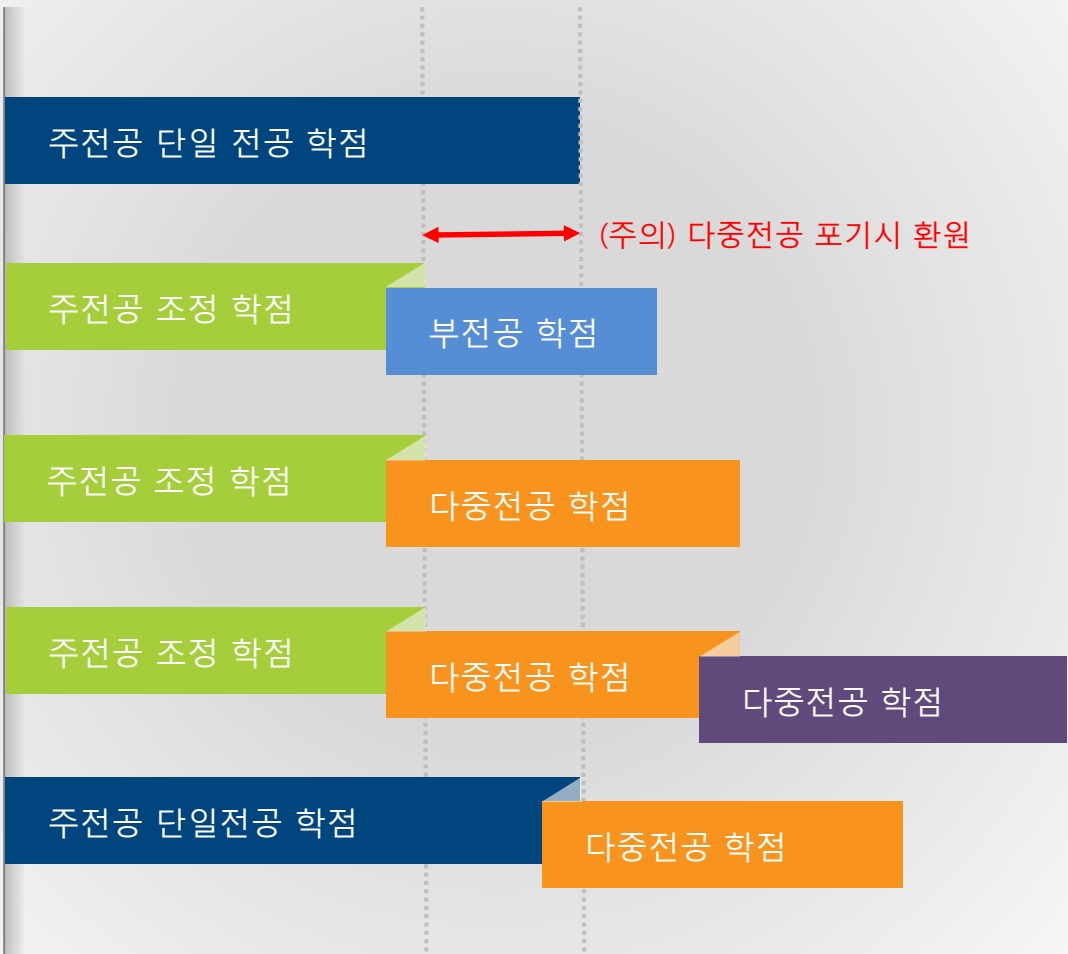 주전공 단일 전공 학점
(주의) 다중전공 포기시 환원
주전공 조정 학점
부전공 학점
주전공 조정 학점
다중전공 학점
주전공 조정 학점
다중전공 학점
다중전공 학점
주전공 단일전공 학점
다중전공 학점